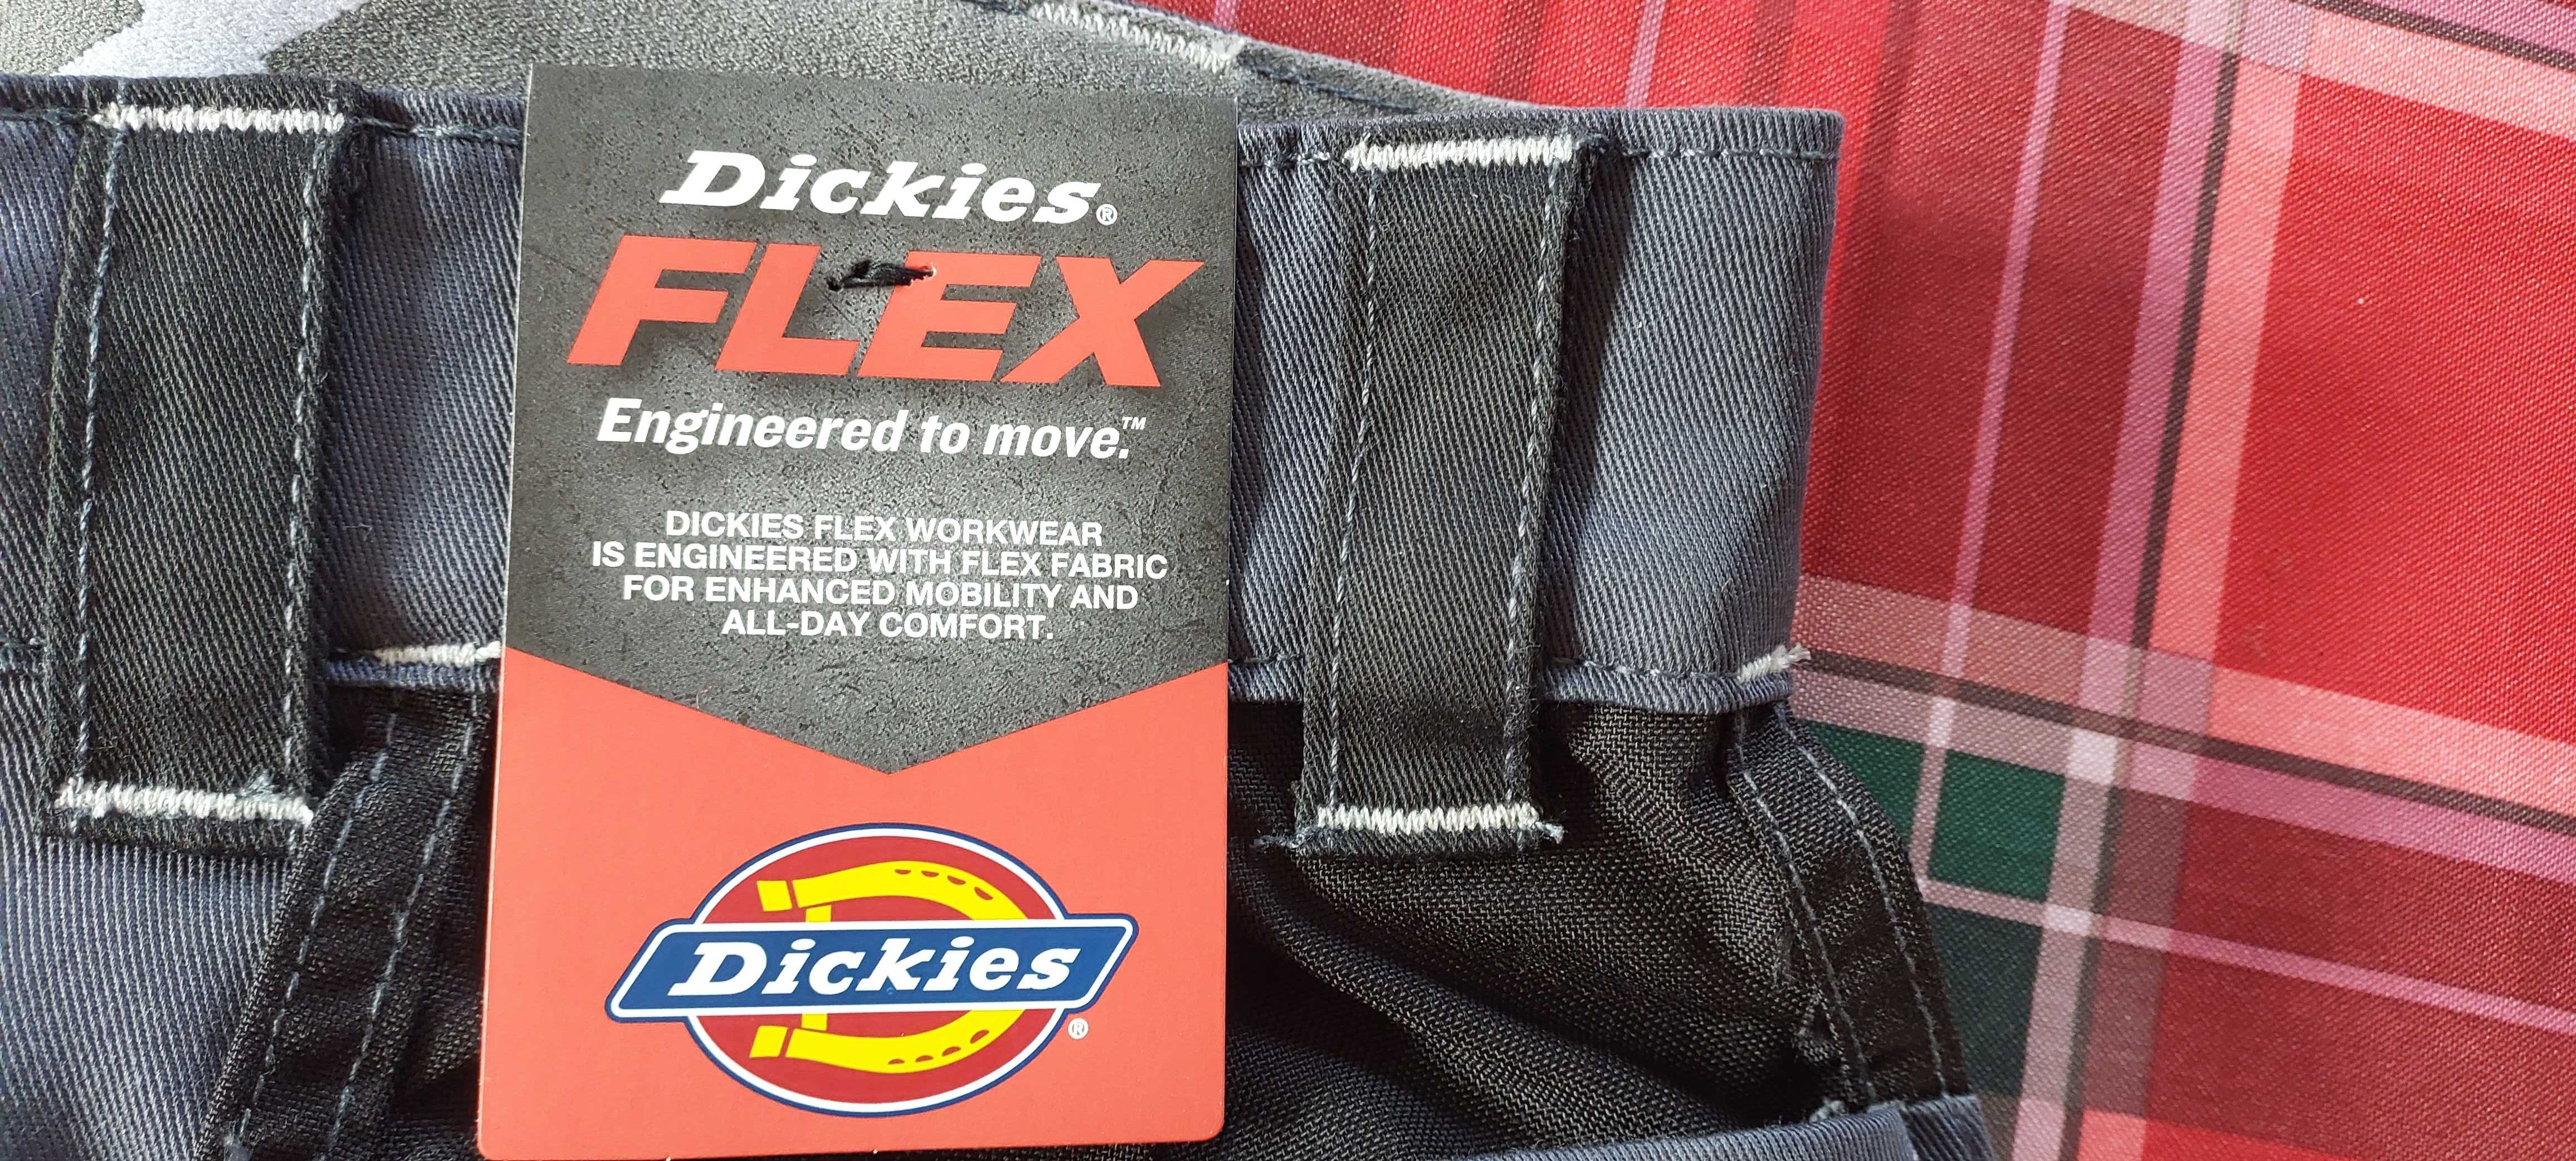 Dickies®
FLEX
Engineered to move.™
DICKIES FLEX WORKWEAR
IS ENGINEERED WITH FLEX FABRIC
FOR ENHANCED MOBILITY AND
ALL-DAY COMFORT.
Dickies
®